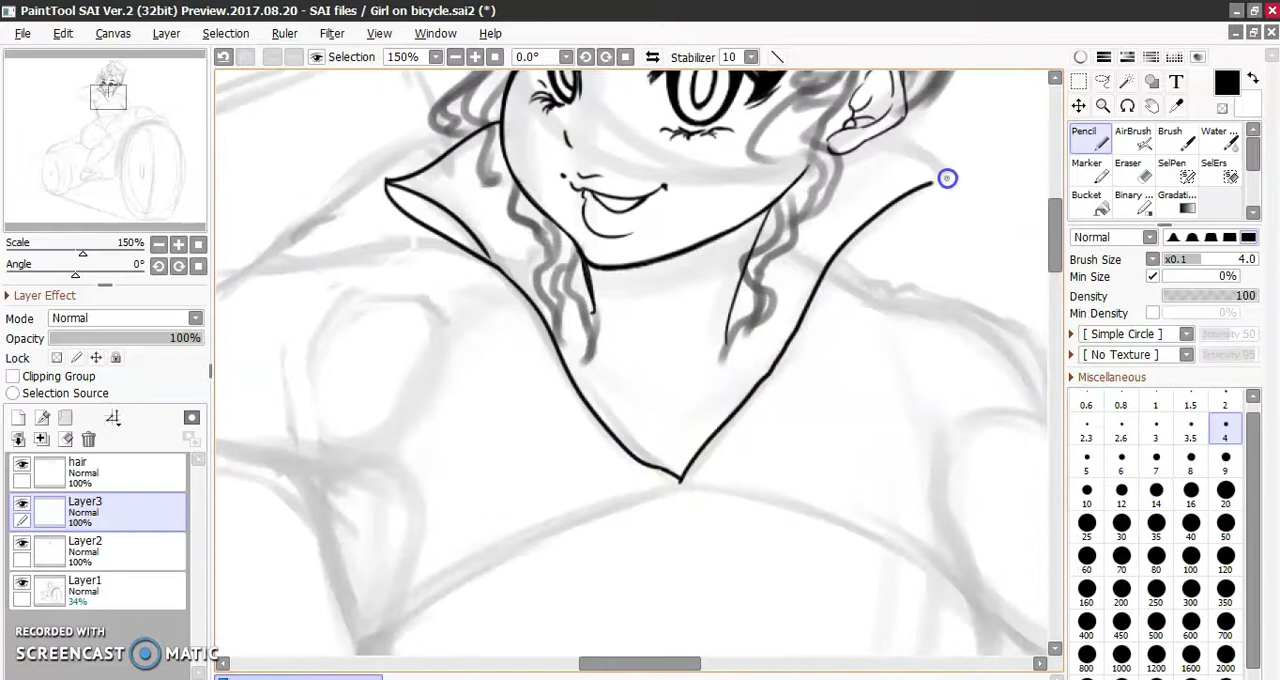 PaintTool SAI Ver.2 (32bit) Preview.2017.08.20 - SAI files / Girl on bicycle.sai2 (*)
File Edit Canvas Layer Selection Ruler Filter View Window Help
Selection 150% 0.0° Stabilizer 10
T
Pencil AirBrush Brush Water ...
Marker Eraser SelPen SelErs
Bucket Binary ... Gradati...
Normal
Brush Size x0.1 4.0
Min Size 0%
Density 100
Min Density 0%
[ Simple Circle ] Intensity 50
[ No Texture ] Intensity 95
Miscellaneous
0.6 0.8 1 1.5 2
2.3 2.6 3 3.5 4
5 6 7 8 9
10 12 14 16 20
25 30 35 40 50
60 70 80 100 120
160 200 250 300 350
400 450 500 600 700
800 1000 1200 1600 2000
Scale 150%
Angle 0°
Layer Effect
Mode Normal
Opacity 100%
Lock
Clipping Group
Selection Source
hair
Normal
100%
Layer3
Normal
100%
Layer2
Normal
100%
Layer1
Normal
34%
RECORDED WITH
SCREENCAST MATIC